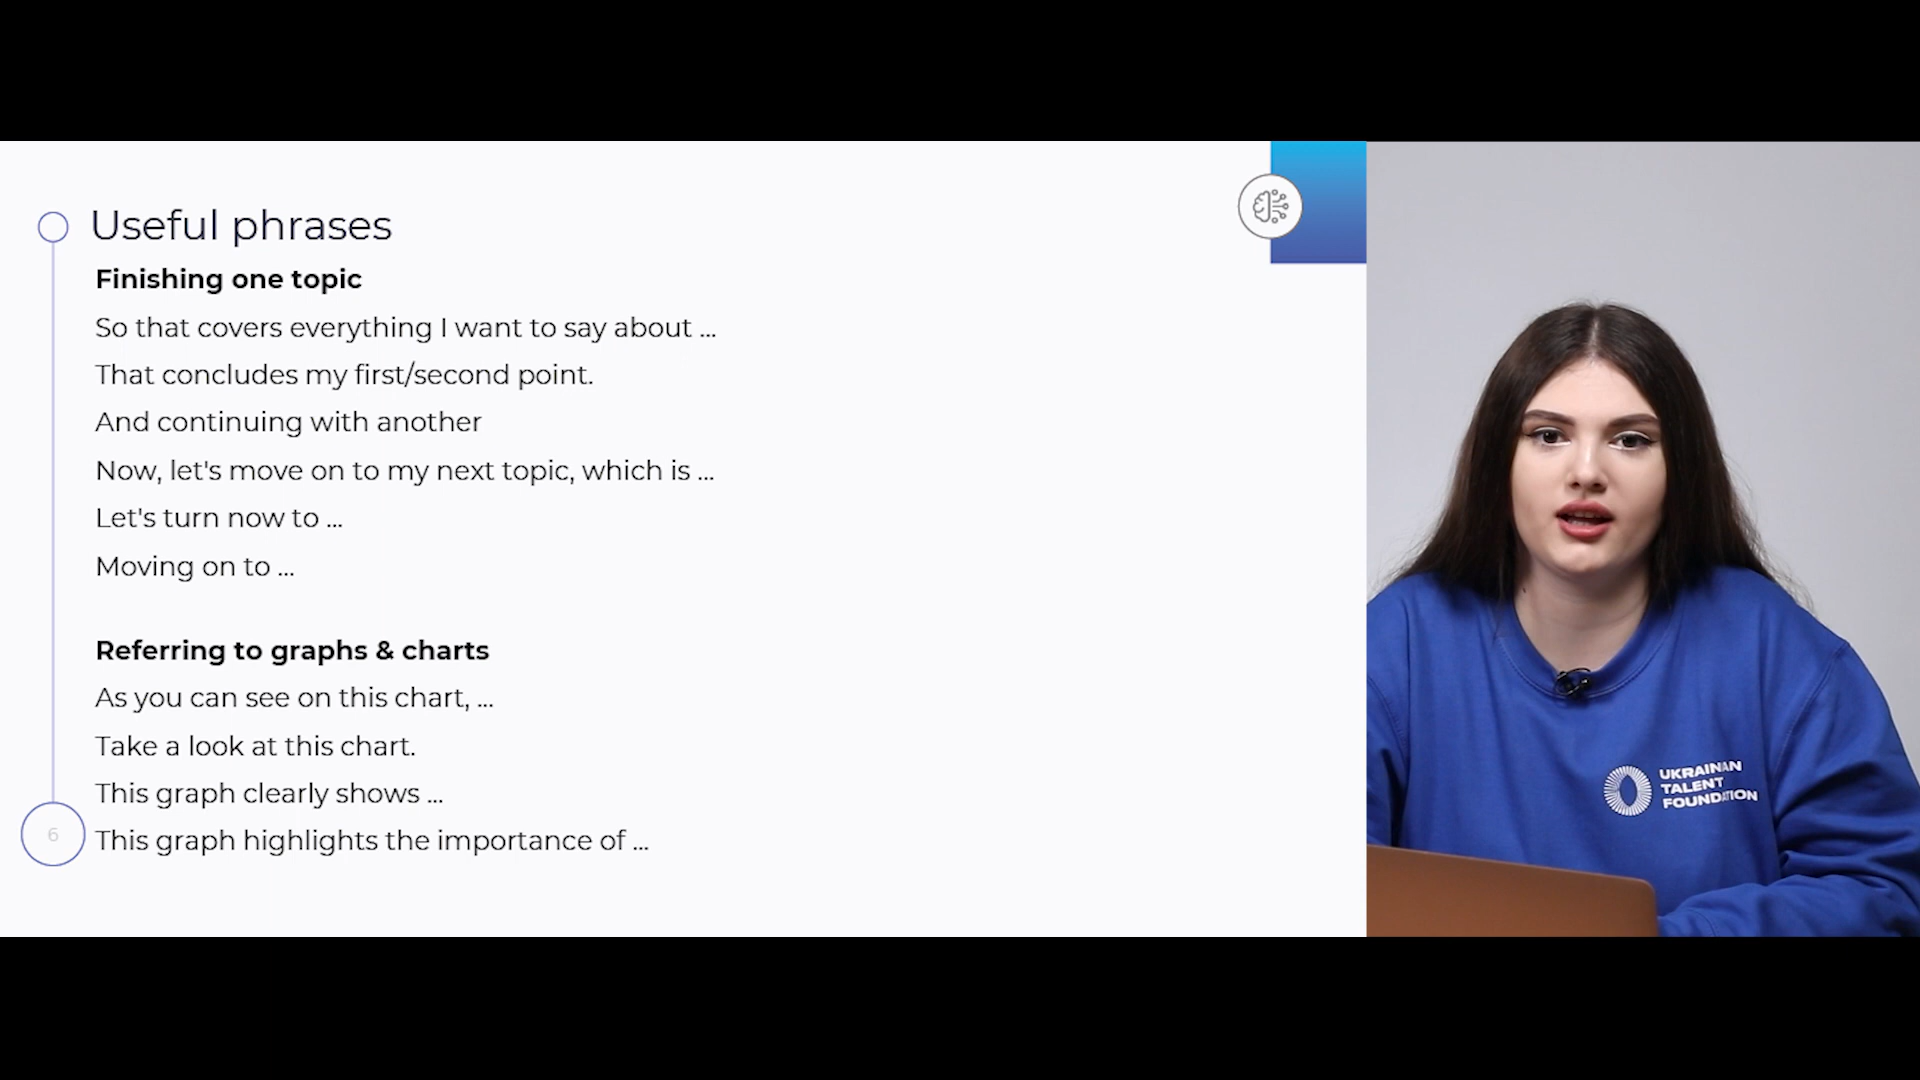 Useful phrases
Finishing one topic
So that covers everything I want to say about ...
That concludes my first/second point.
And continuing with another
Now, let's move on to my next topic, which is ...
Let's turn now to ...
Moving on to ...
Referring to graphs & charts
As you can see on this chart, ...
Take a look at this chart.
This graph clearly shows ...
This graph highlights the importance of ...
6
UKRAINIAN
TALENT
FOUNDATION